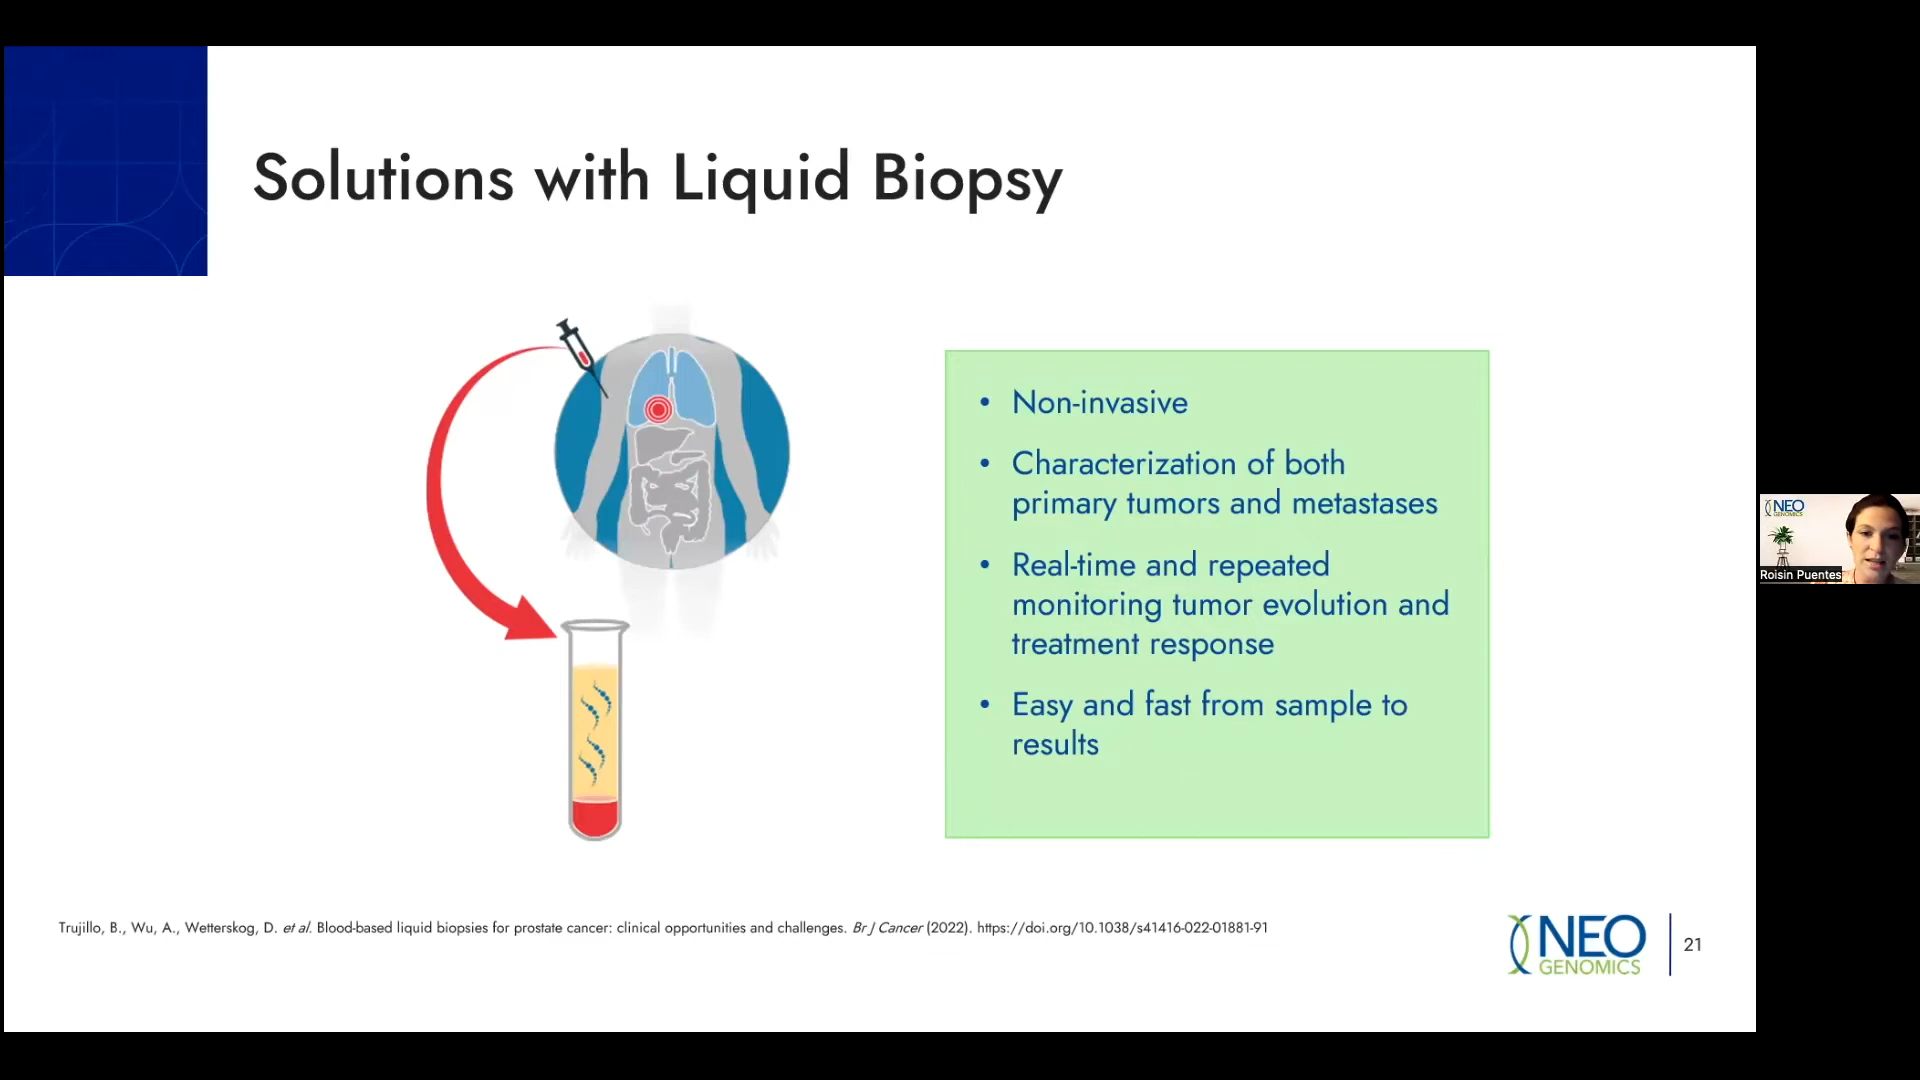 Solutions with Liquid Biopsy
• Non-invasive
• Characterization of both
primary tumors and metastases
• Real-time and repeated
monitoring tumor evolution and
treatment response
• Easy and fast from sample to
results
NEO
GENOMICS
Roisin Puentes
Trujillo, B., Wu, A., Wetterskog, D. et al. Blood-based liquid biopsies for prostate cancer: clinical opportunities and challenges. Br J Cancer (2022). https://doi.org/10.1038/s41416-022-01881-91
NEO
GENOMICS
21